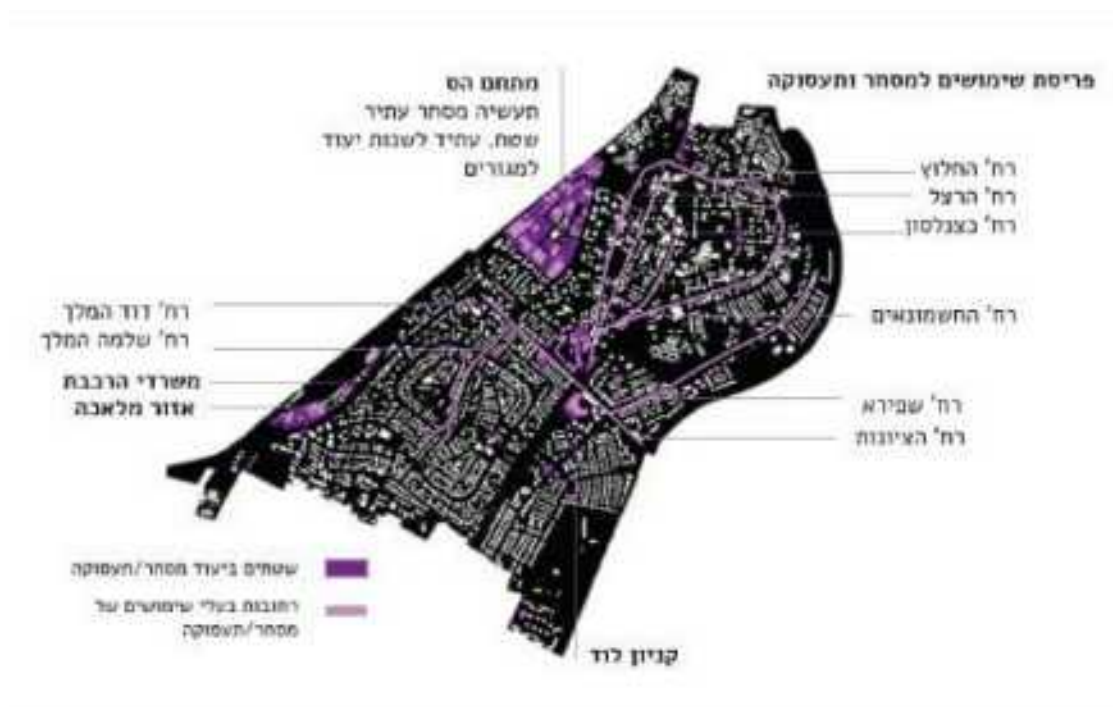 פריסת שימושים למסחר ותעסוקה
מתחם הס
תעשיה מסחר עתיר
שטח. עתיד לשנות יעוד
למגורים
רח' החלוץ
רח' הרצל
רח' כצנלסון
רח' החשמונאים
רח' שפירא
רח' הציונות
רח' דוד המלך
רח' שלמה המלך
משרדי הרכבת
אזור מלאכה
שטחים ביעוד מסחר/תעסוקה
רחובות בעלי שימושים של
מסחר/תעסוקה
קניון לוד